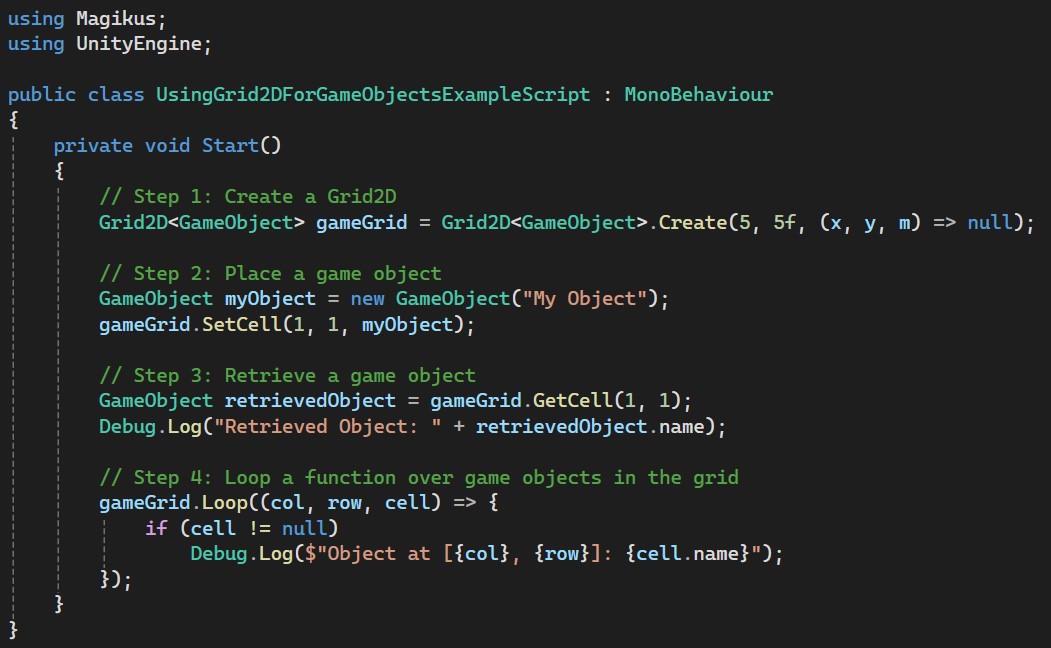 using Magikus;
using UnityEngine;

public class UsingGrid2DForGameObjectsExampleScript : MonoBehaviour
{
    private void Start()
    {
        // Step 1: Create a Grid2D
        Grid2D<GameObject> gameGrid = Grid2D<GameObject>.Create(5, 5f, (x, y, m) => null);

        // Step 2: Place a game object
        GameObject myObject = new GameObject("My Object");
        gameGrid.SetCell(1, 1, myObject);

        // Step 3: Retrieve a game object
        GameObject retrievedObject = gameGrid.GetCell(1, 1);
        Debug.Log("Retrieved Object: " + retrievedObject.name);

        // Step 4: Loop a function over game objects in the grid
        gameGrid.Loop((col, row, cell) => {
            if (cell != null)
                Debug.Log($"Object at [{col}, {row}]: {cell.name}");
        });
    }
}